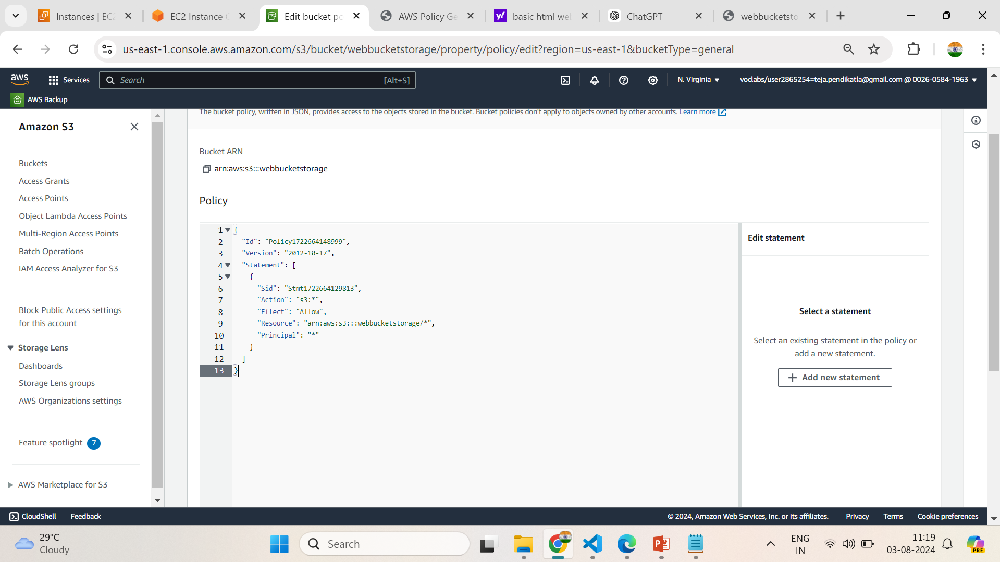 Instances | EC
EC2 Instance C
Edit bucket po
AWS Policy Ge
basic html we
ChatGPT
webbucketsto
us-east-1.console.aws.amazon.com/s3/bucket/webbucketstorage/property/policy/edit?region=us-east-1&bucketType=general
aws
Services
Search
[Alt+S]
N. Virginia
voclabs/user2865254=teja.pendikatla@gmail.com @ 0026-0584-1963
AWS Backup
Amazon S3
Buckets
Access Grants
Access Points
Object Lambda Access Points
Multi-Region Access Points
Batch Operations
IAM Access Analyzer for S3
Block Public Access settings
for this account
Storage Lens
Dashboards
Storage Lens groups
AWS Organizations settings
Feature spotlight 7
AWS Marketplace for S3
The bucket policy, written in JSON, provides access to the objects stored in the bucket. Bucket policies don't apply to objects owned by other accounts. Learn more
Bucket ARN
arn:aws:s3:::webbucketstorage
Policy
1 {
2 "Id": "Policy1722664148999",
3 "Version": "2012-10-17",
4 "Statement": [
5 {
6 "Sid": "Stmt1722664129813",
7 "Action": "s3:*",
8 "Effect": "Allow",
9 "Resource": "arn:aws:s3:::webbucketstorage/*",
10 "Principal": "*"
11 }
12 ]
13 }
Edit statement
Select a statement
Select an existing statement in the policy or
add a new statement.
Add new statement
CloudShell
Feedback
© 2024, Amazon Web Services, Inc. or its affiliates.
Privacy
Terms
Cookie preferences
29°C
Cloudy
Search
ENG
IN
11:19
03-08-2024
PRE